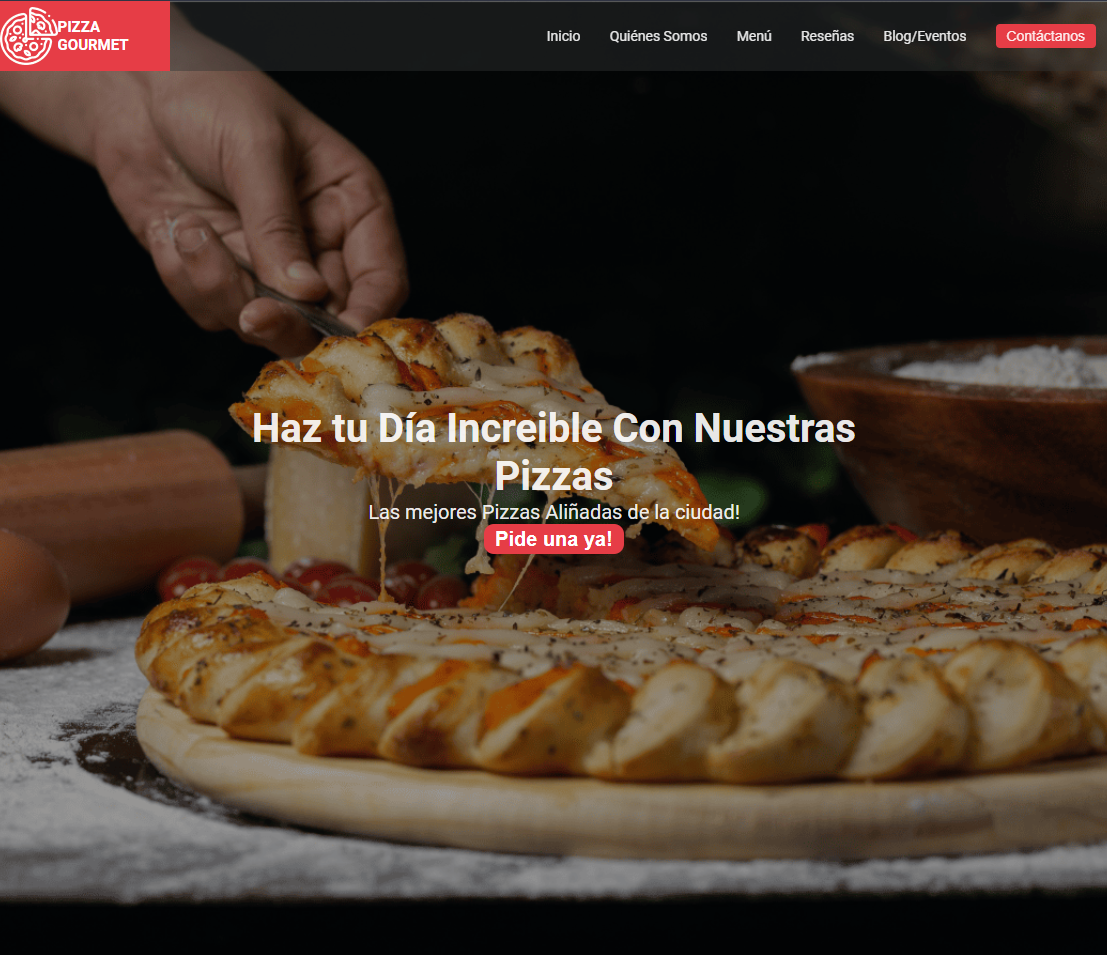 PIZZA
GOURMET
Inicio Quiénes Somos Menú Reseñas Blog/Eventos Contáctanos
Haz tu Día Increible Con Nuestras
Pizzas
Las mejores Pizzas Aliñadas de la ciudad!
Pide una ya!